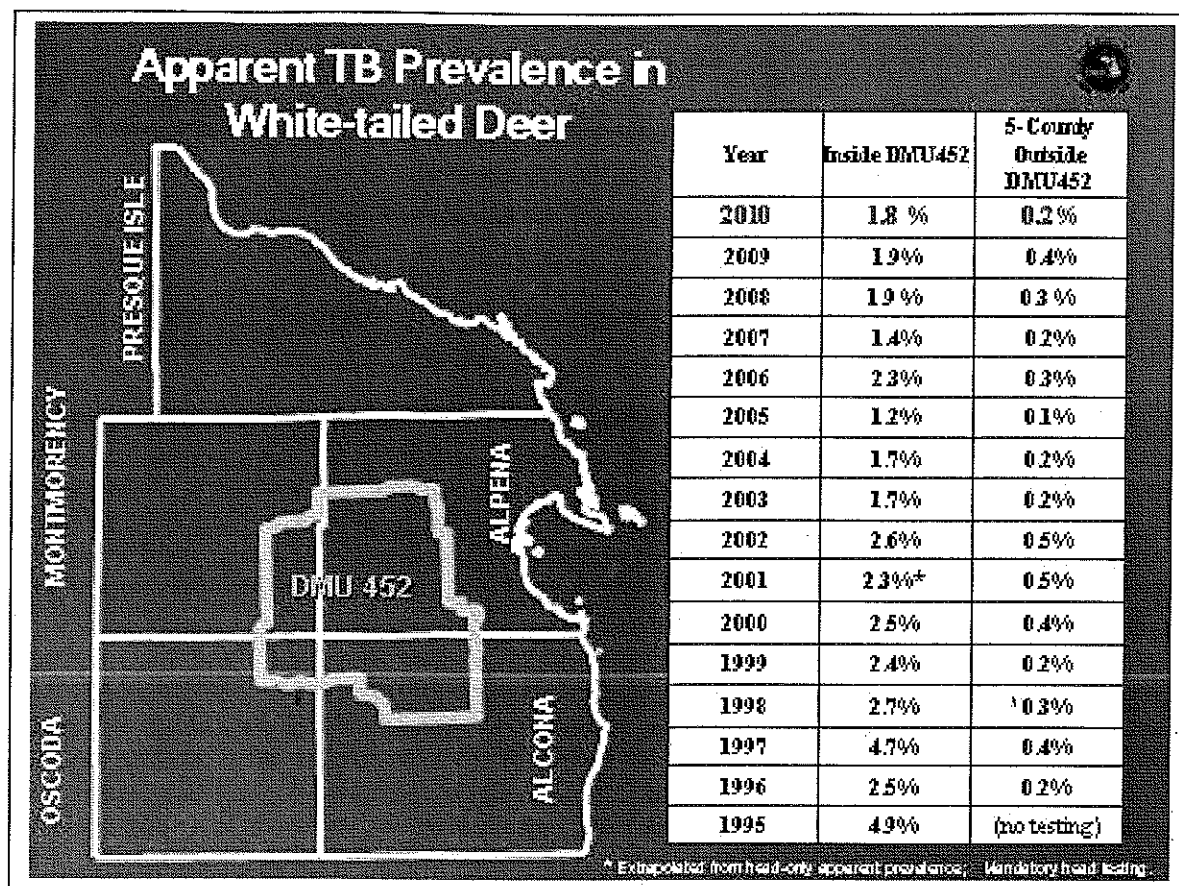 Apparent TB Prevalence in
White-tailed Deer
PRESQUE ISLE
MONTMORENCY
ALPENA
DMU 452
OSCODA
ALCONA
Year Inside DMU452 5-County Outside DMU452
2010 1.8 % 0.2%
2009 1.9% 0.4%
2008 1.9 % 0.3 %
2007 1.4% 0.2%
2006 2.3% 0.3%
2005 1.2% 0.1%
2004 1.7% 0.2%
2003 1.7% 0.2%
2002 2.6% 0.5%
2001 2.3%* 0.5%
2000 2.5% 0.4%
1999 2.4% 0.2%
1998 2.7% 0.3%
1997 4.7% 0.4%
1996 2.5% 0.2%
1995 4.9% (no testing)
* Extrapolated from head-only apparent prevalence; Mandatory head testing.